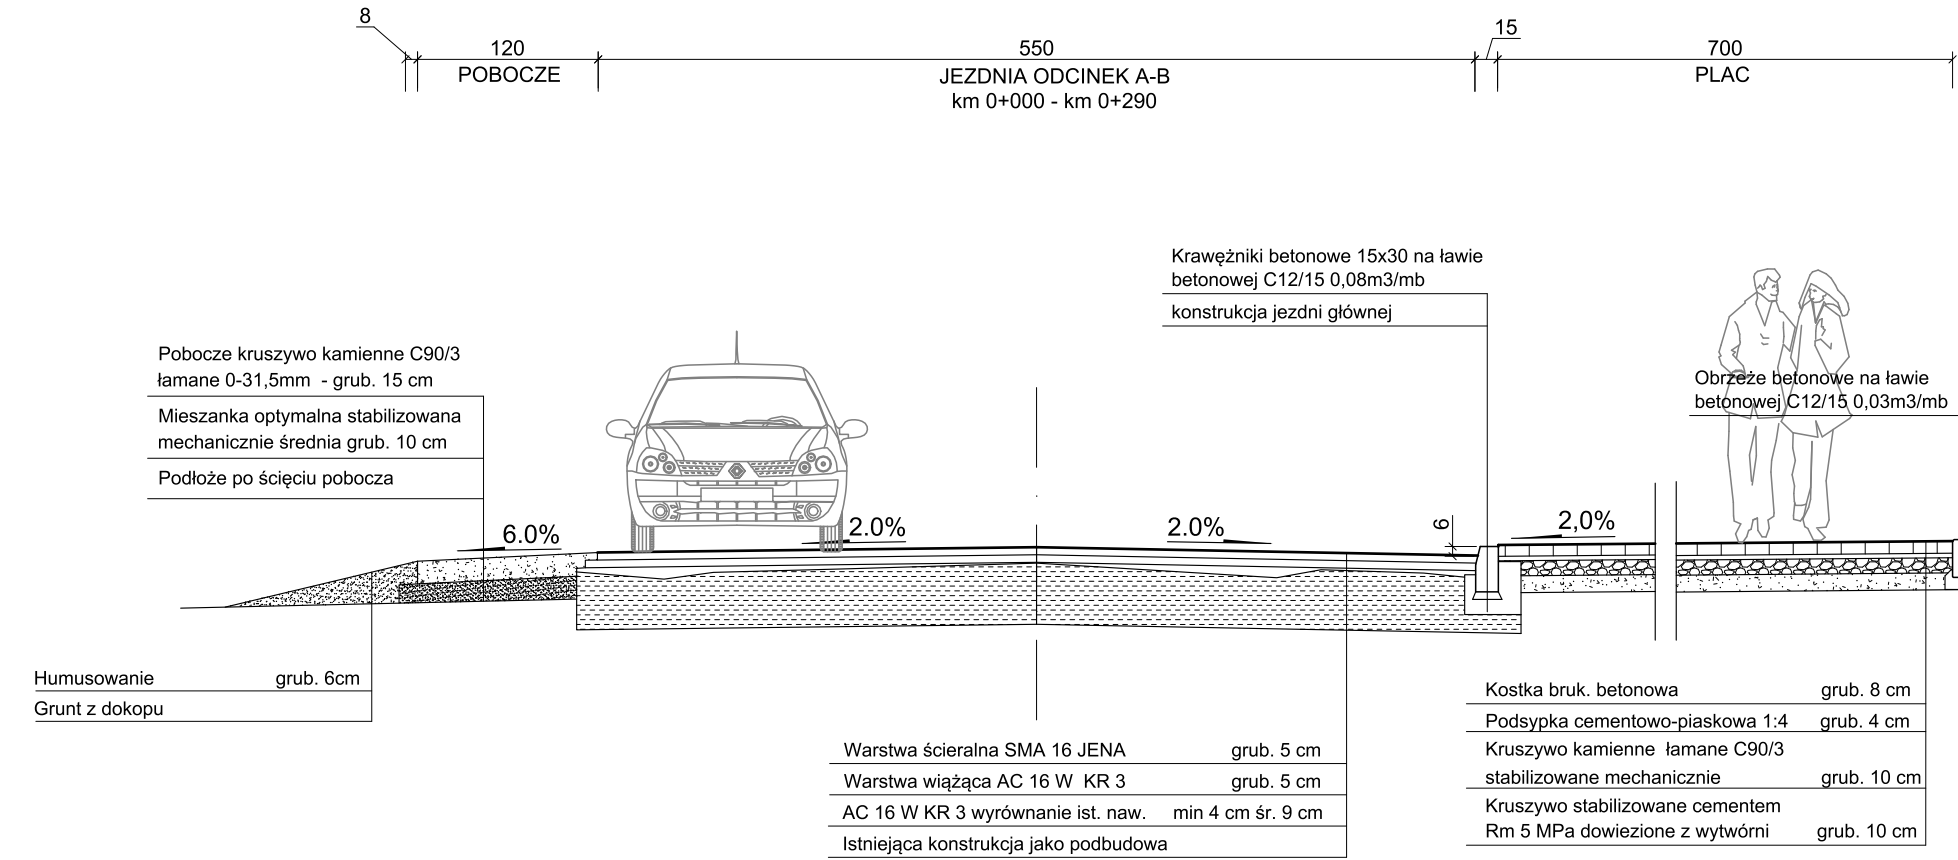 8
120
POBOCZE
550
JEZDNIA ODCINEK A-B
km 0+000 - km 0+290
15
700
PLAC
Krawężniki betonowe 15x30 na ławie
betonowej C12/15 0,08m3/mb
konstrukcja jezdni głównej
Pobocze kruszywo kamienne C90/3
łamane 0-31,5mm - grub. 15 cm
Mieszanka optymalna stabilizowana
mechanicznie średnia grub. 10 cm
Podłoże po ścięciu pobocza
Obrzeże betonowe na ławie
betonowej C12/15 0,03m3/mb
6.0%
2.0%
2.0%
6
2,0%
Humusowanie grub. 6cm
Grunt z dokopu
Warstwa ścieralna SMA 16 JENA grub. 5 cm
Warstwa wiążąca AC 16 W KR 3 grub. 5 cm
AC 16 W KR 3 wyrównanie ist. naw. min 4 cm śr. 9 cm
Istniejąca konstrukcja jako podbudowa
Kostka bruk. betonowa grub. 8 cm
Podsypka cementowo-piaskowa 1:4 grub. 4 cm
Kruszywo kamienne łamane C90/3
stabilizowane mechanicznie grub. 10 cm
Kruszywo stabilizowane cementem
Rm 5 MPa dowiezione z wytwórni grub. 10 cm